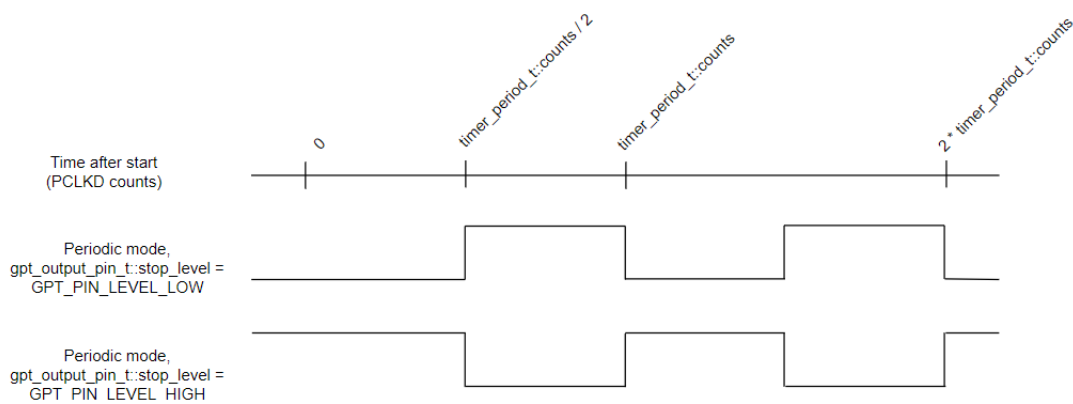 0
timer_period_t::counts / 2
timer_period_t::counts
2 * timer_period_t::counts
Time after start
(PCLKD counts)
Periodic mode,
gpt_output_pin_t::stop_level =
GPT_PIN_LEVEL_LOW
Periodic mode,
gpt_output_pin_t::stop_level =
GPT_PIN_LEVEL_HIGH